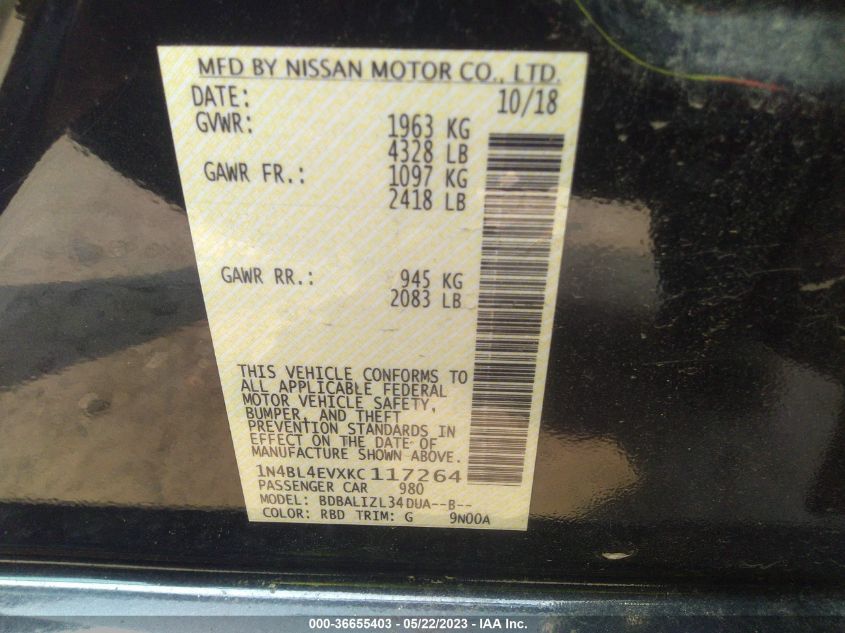 MFD BY NISSAN MOTOR CO., LTD.
DATE: 10/18
GVWR: 1963 KG
4328 LB
GAWR FR.: 1097 KG
2418 LB
GAWR RR.: 945 KG
2083 LB
THIS VEHICLE CONFORMS TO
ALL APPLICABLE FEDERAL
MOTOR VEHICLE SAFETY,
BUMPER, AND THEFT
PREVENTION STANDARDS IN
EFFECT ON THE DATE OF
MANUFACTURE SHOWN ABOVE.
1N4BL4EVXKC117264
PASSENGER CAR 980
MODEL: BDBALIZL34DUA--B--
COLOR: RBD TRIM: G 9N00A
000-36655403 - 05/22/2023 - IAA Inc.